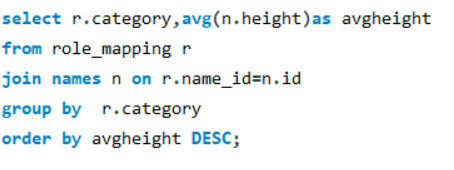 select r.category,avg(n.height)as avgheight
from role_mapping r
join names n on r.name_id=n.id
group by  r.category
order by avgheight DESC;